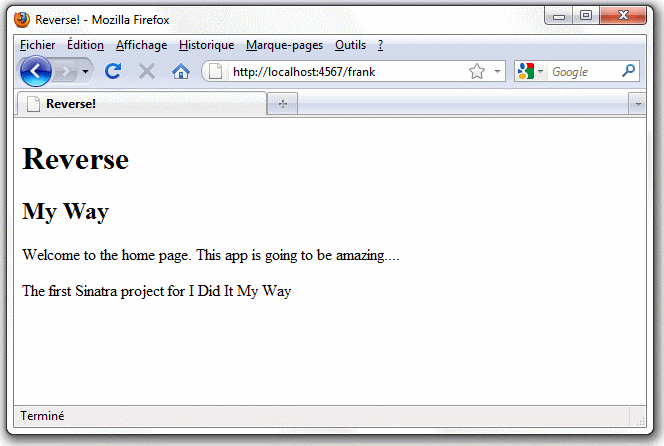 Reverse! - Mozilla Firefox
Fichier Édition Affichage Historique Marque-pages Outils ?
http://localhost:4567/frank Google
Reverse!
Reverse
My Way
Welcome to the home page. This app is going to be amazing....
The first Sinatra project for I Did It My Way
Terminé